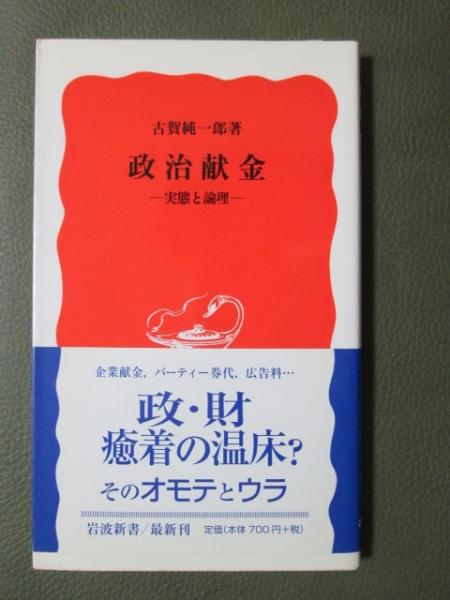 古賀純一郎著
政治献金
―実態と論理―
企業献金，パーティー券代，広告料…
政・財
癒着の温床?
そのオモテとウラ
岩波新書/最新刊 定価(本体700円+税)